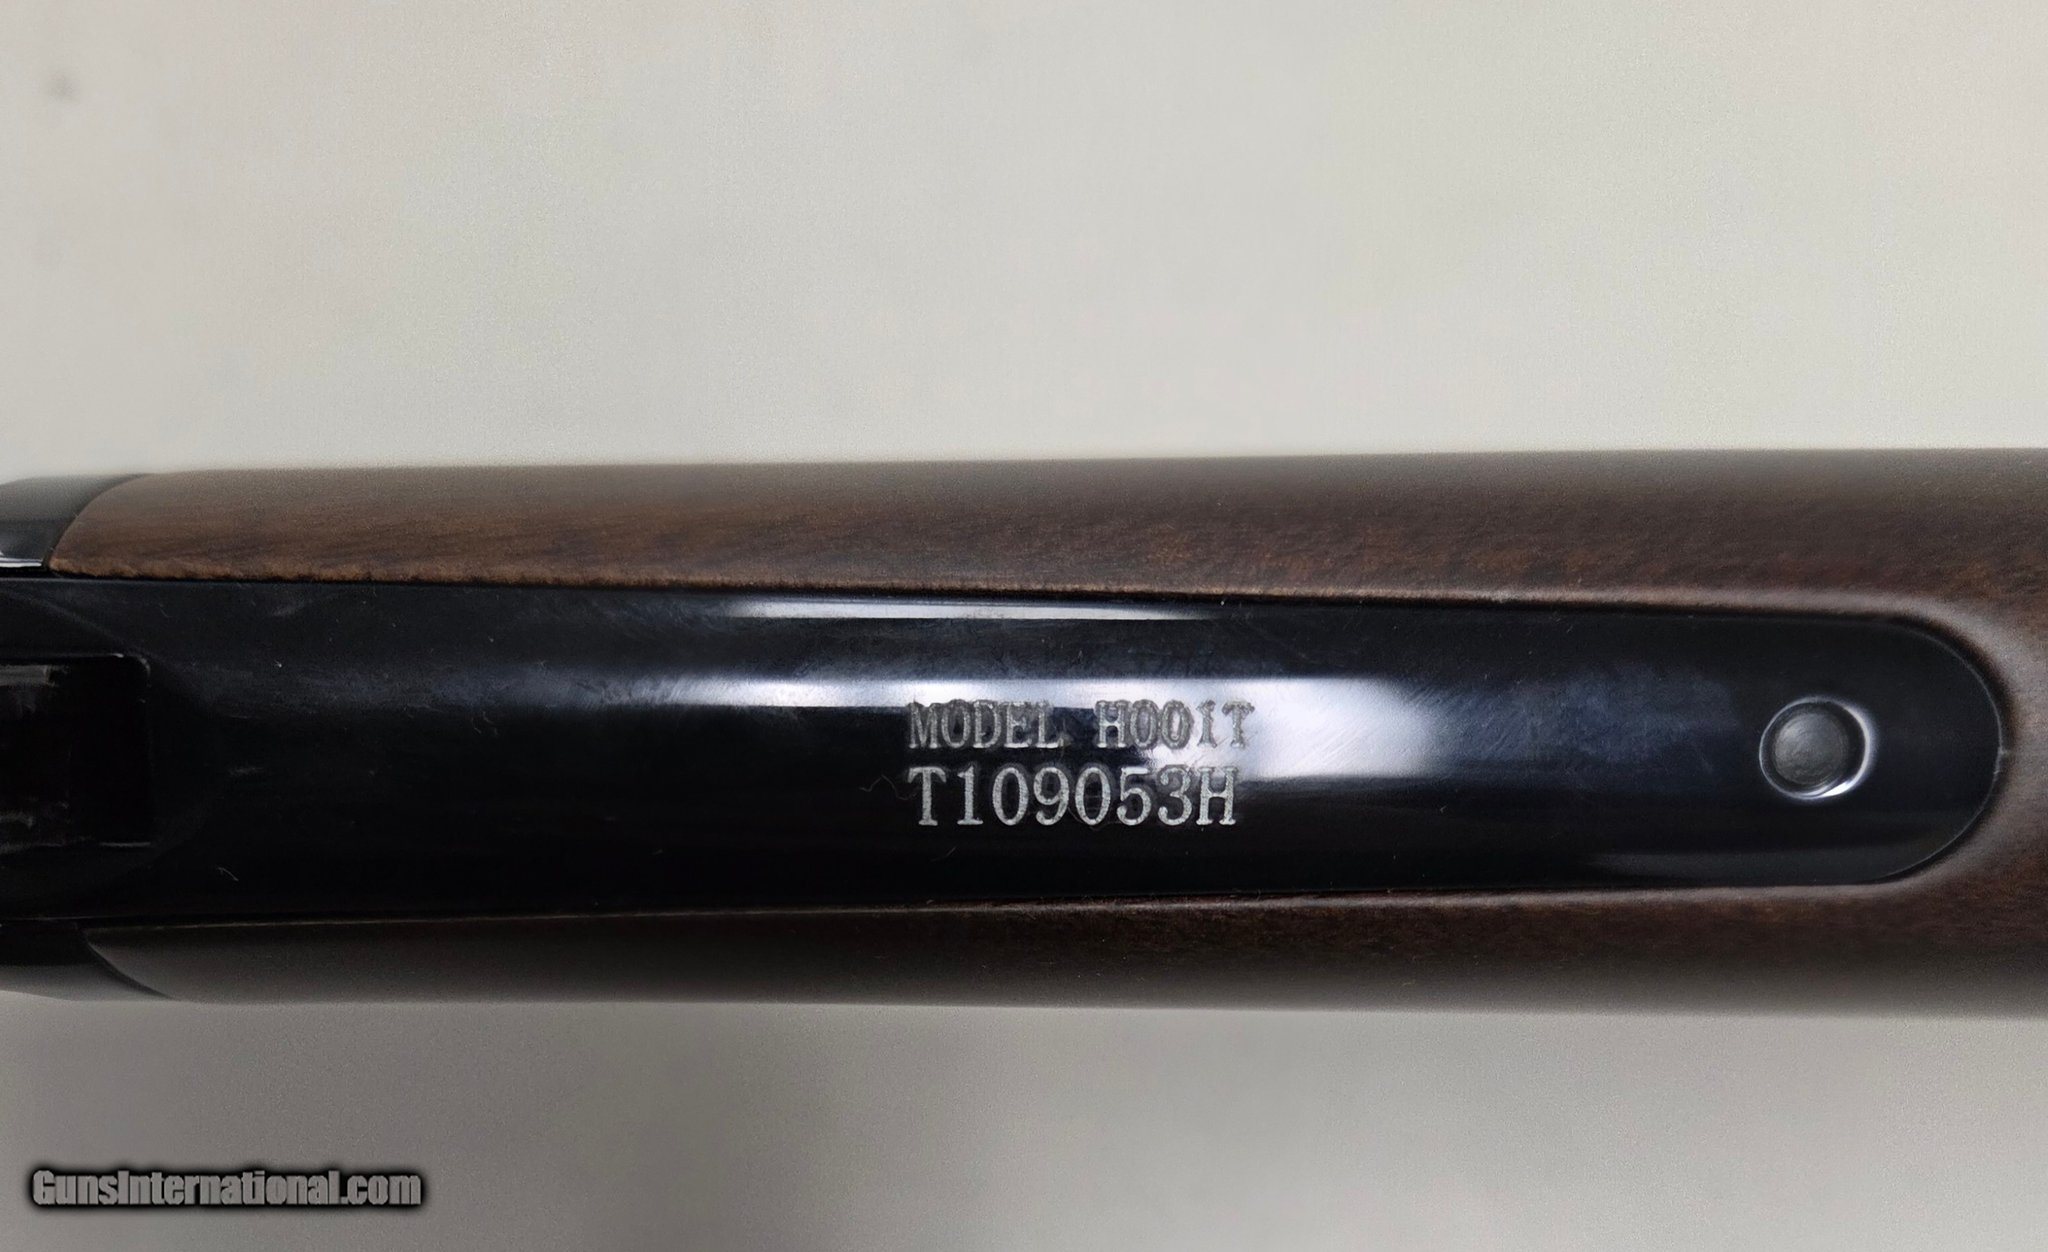 MODEL H001T
T109053H
GunsInternational.com